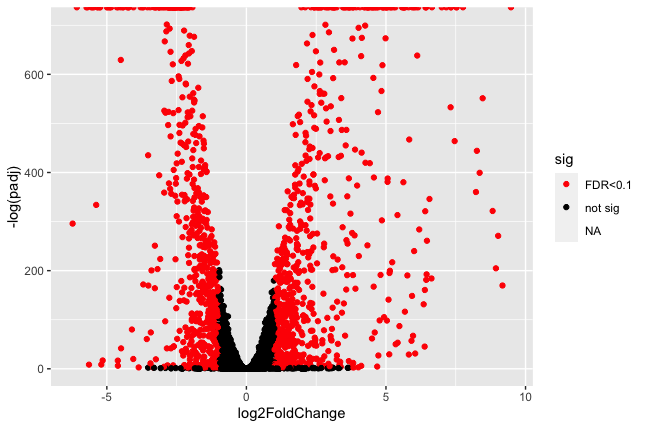 600
400
200
0
-5
0
5
10
log2FoldChange
-log(padj)
sig
FDR<0.1
not sig
NA